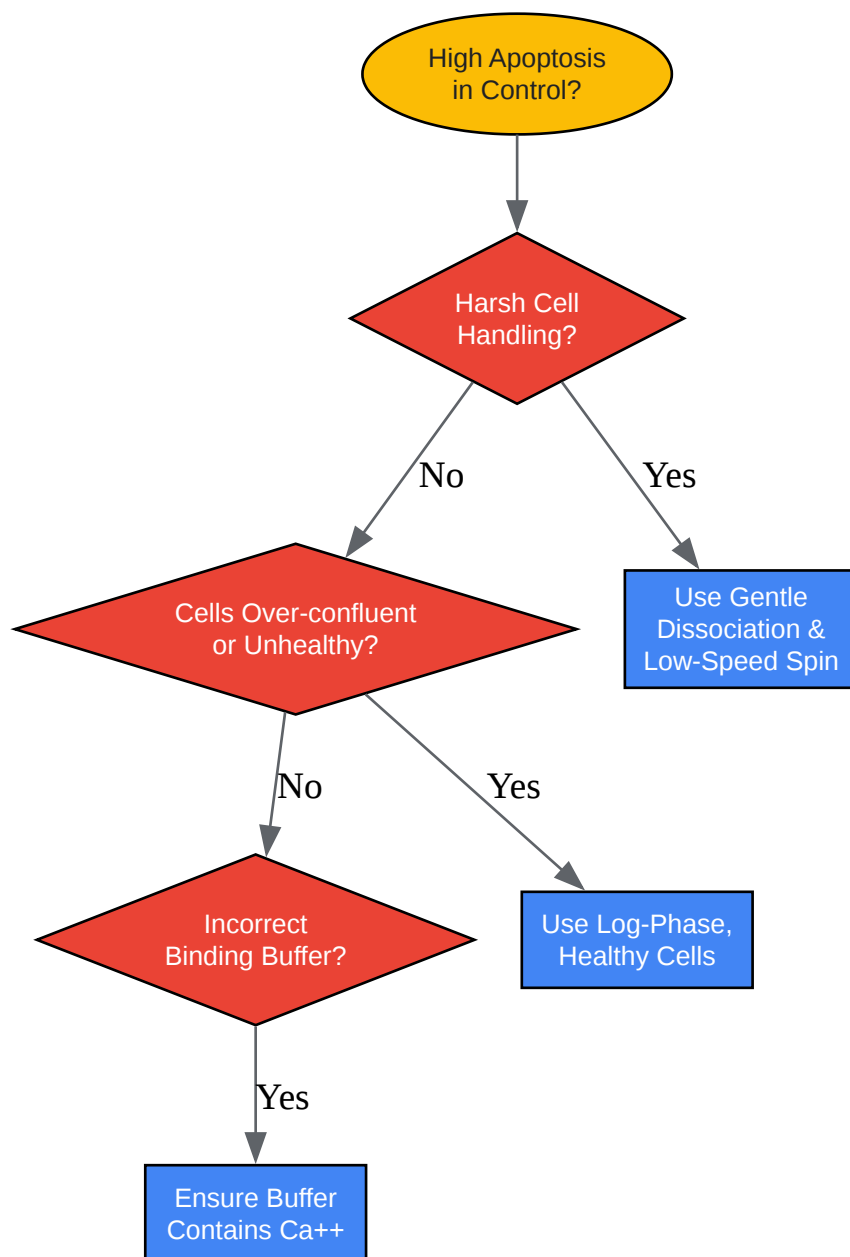 High Apoptosis
in Control?
Harsh Cell
Handling?
No
Yes
Use Gentle
Dissociation &
Low-Speed Spin
Cells Over-confluent
or Unhealthy?
No
Yes
Use Log-Phase,
Healthy Cells
Incorrect
Binding Buffer?
Yes
Ensure Buffer
Contains Ca++